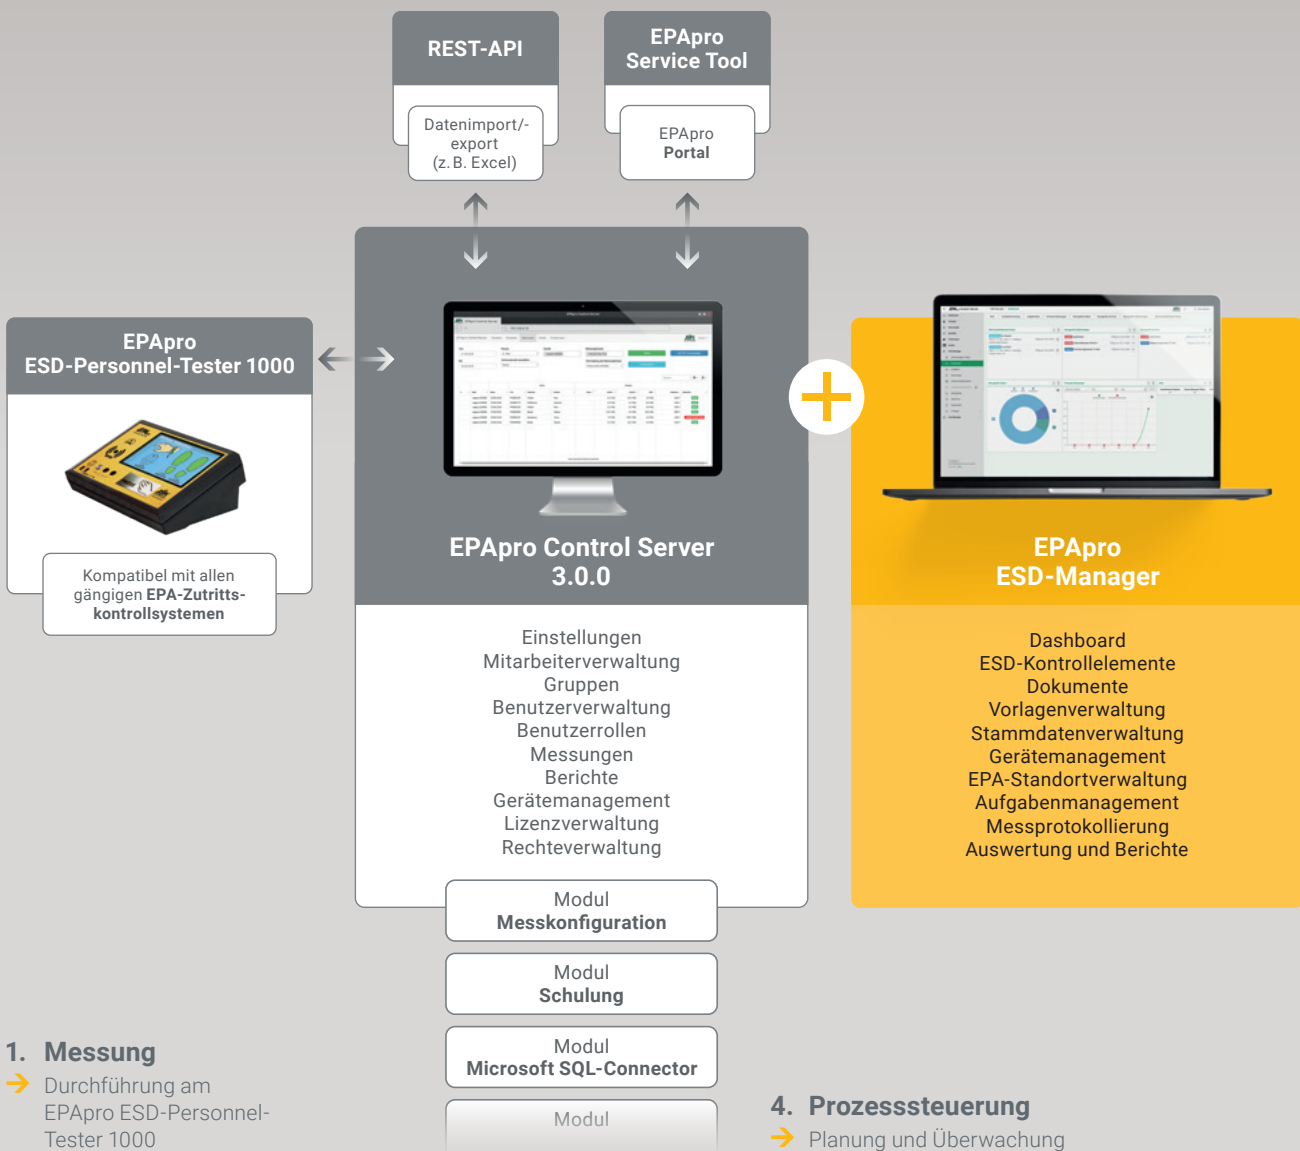 REST-API
Datenimport/-
export
(z. B. Excel)
EPApro
Service Tool
EPApro
Portal
EPApro
ESD-Personnel-Tester 1000
Kompatibel mit allen
gängigen EPA-Zutritts-
kontrollsystemen
EPApro Control Server
3.0.0
Einstellungen
Mitarbeiterverwaltung
Gruppen
Benutzerverwaltung
Benutzerrollen
Messungen
Berichte
Gerätemanagement
Lizenzverwaltung
Rechteverwaltung
Modul
Messkonfiguration
Modul
Schulung
Modul
Microsoft SQL-Connector
Modul
EPApro
ESD-Manager
Dashboard
ESD-Kontrollelemente
Dokumente
Vorlagenverwaltung
Stammdatenverwaltung
Gerätemanagement
EPA-Standortverwaltung
Aufgabenmanagement
Messprotokollierung
Auswertung und Berichte
1. Messung
Durchführung am
EPApro ESD-Personnel-
Tester 1000
4. Prozesssteuerung
Planung und Überwachung